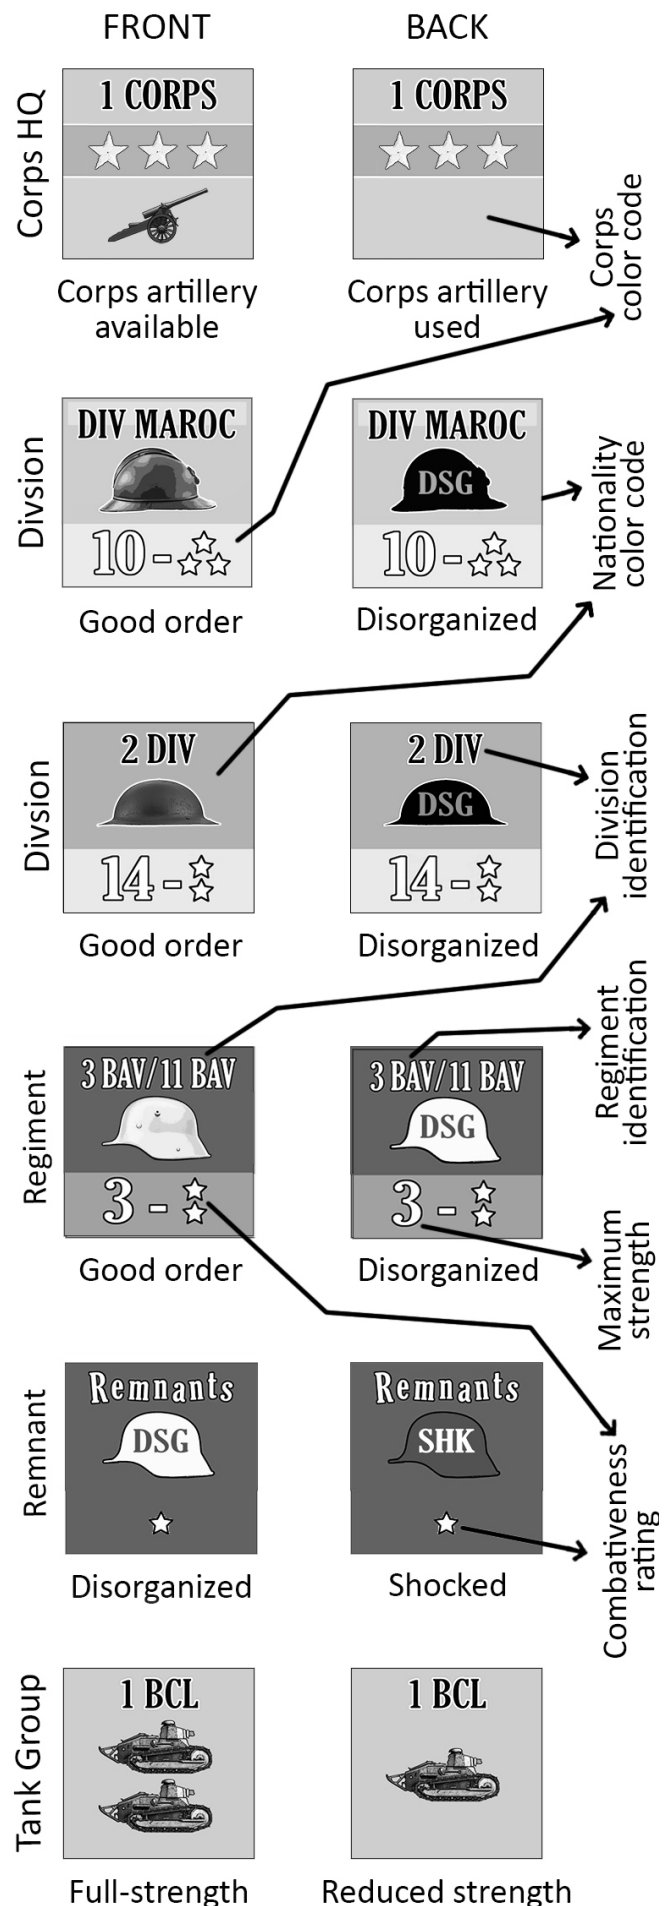 FRONT
BACK
Corps HQ
1 CORPS
1 CORPS
Corps artillery
available
Corps artillery
used
Corps
color code
Divsion
DIV MAROC
10 -
Good order
DIV MAROC
DSG
10 -
Disorganized
Nationality
color code
Divsion
2 DIV
14 -
Good order
2 DIV
DSG
14 -
Disorganized
Division
identification
Regiment
3 BAV/11 BAV
3 -
Good order
3 BAV/11 BAV
DSG
3 -
Disorganized
Regiment
identification
Maximum
strength
Remnant
Remnants
DSG
Disorganized
Remnants
SHK
Shocked
Combativeness
rating
Tank Group
1 BCL
Full-strength
1 BCL
Reduced strength